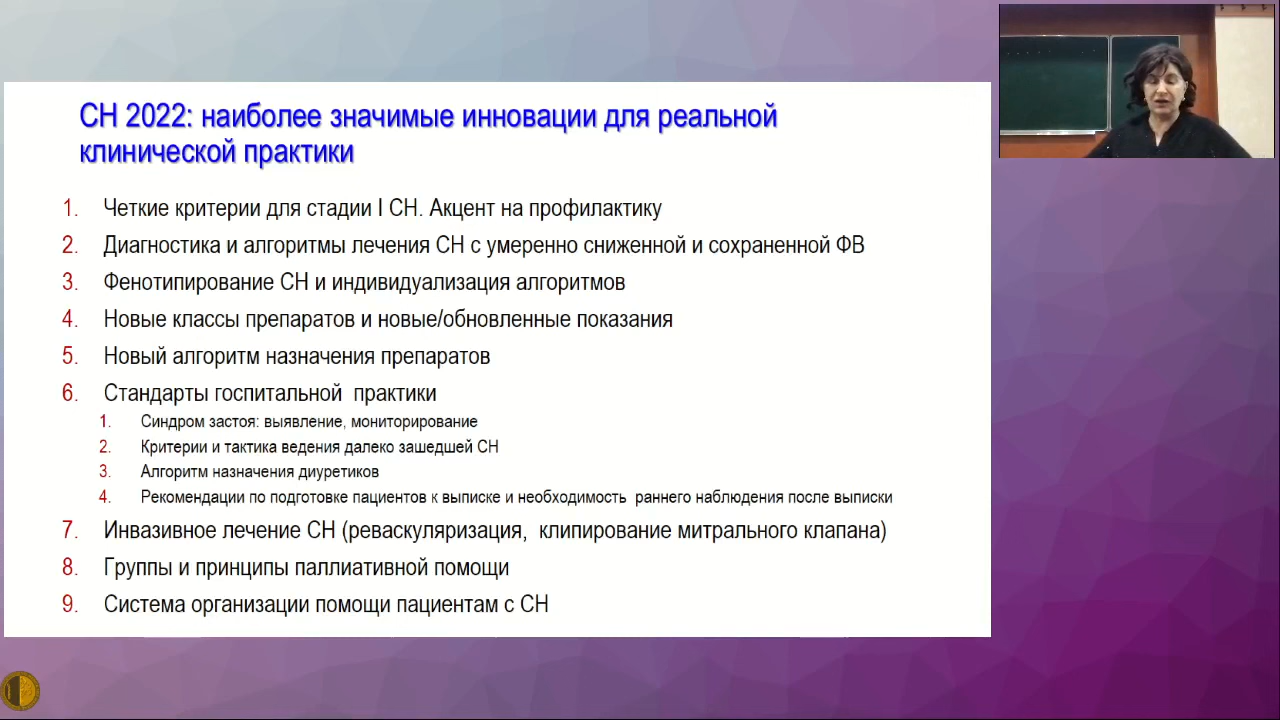 СН 2022: наиболее значимые инновации для реальной
клинической практики
1. Четкие критерии для стадии I СН. Акцент на профилактику
2. Диагностика и алгоритмы лечения СН с умеренно сниженной и сохраненной ФВ
3. Фенотипирование СН и индивидуализация алгоритмов
4. Новые классы препаратов и новые/обновленные показания
5. Новый алгоритм назначения препаратов
6. Стандарты госпитальной практики
1. Синдром застоя: выявление, мониторирование
2. Критерии и тактика ведения далеко зашедшей СН
3. Алгоритм назначения диуретиков
4. Рекомендации по подготовке пациентов к выписке и необходимость раннего наблюдения после выписки
7. Инвазивное лечение СН (реваскуляризация, клипирование митрального клапана)
8. Группы и принципы паллиативной помощи
9. Система организации помощи пациентам с СН